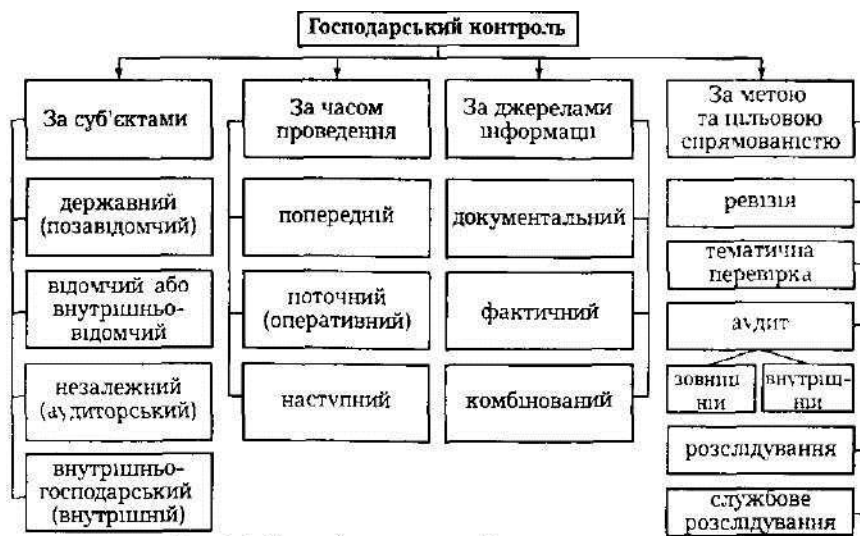 Господарський контроль
За суб’єктами
державний
(позавідомчий)
відомчий або
внутрішньо-
відомчий
незалежний
(аудиторський)
внутрішньо-
господарський
(внутрішній)
За часом
проведення
попередній
поточний
(оперативний)
наступний
За джерелами
інформації
документальний
фактичний
комбінований
За метою
та цільовою
спрямованістю
ревізія
тематична
перевірка
аудит
зовніш
ній
внутріш-
ній
розслідування
службове
розслідування